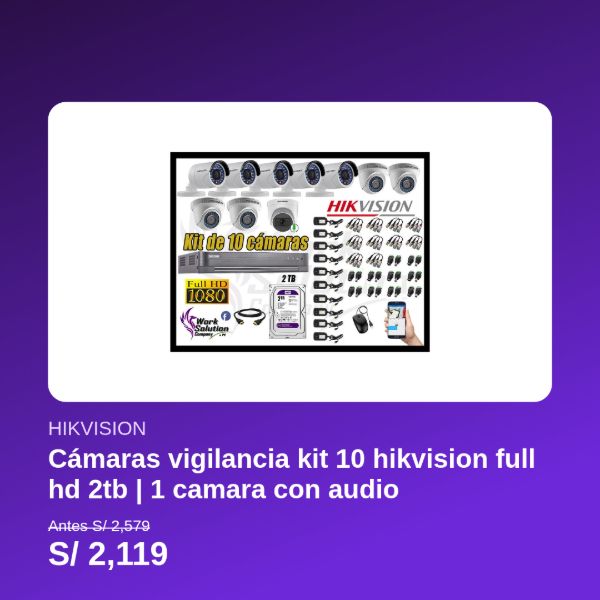 HIKVISION
Kit de 10 cámaras
2 TB
Full HD
1080
Work
Solution
Company
HIKVISION
Cámaras vigilancia kit 10 hikvision full
hd 2tb | 1 camara con audio
Antes S/ 2,579
S/ 2,119